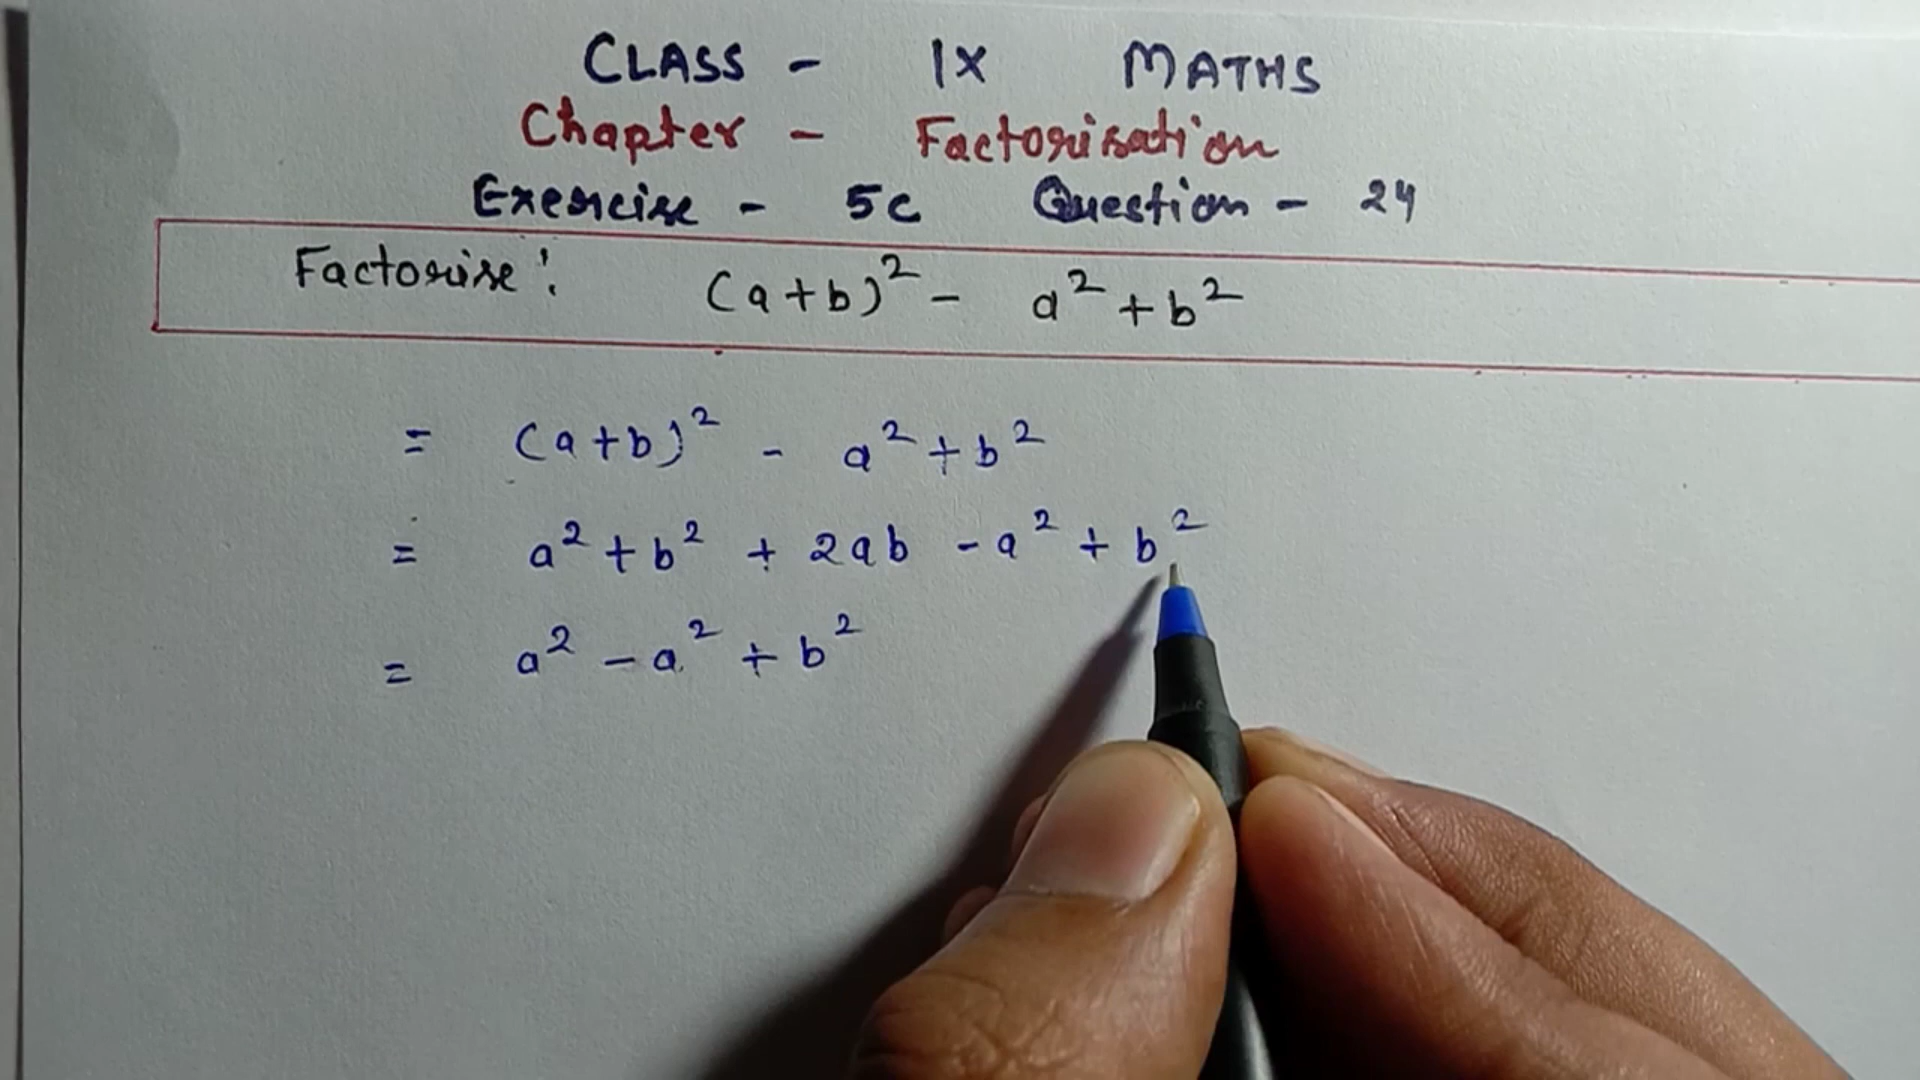 CLASS - IX MATHS
Chapter - Factorisation
Exercise - 5c Question - 24
Factorise: (a+b)² - a² + b²
= (a+b)² - a² + b²
= a² + b² + 2ab - a² + b²
= a² - a² + b²